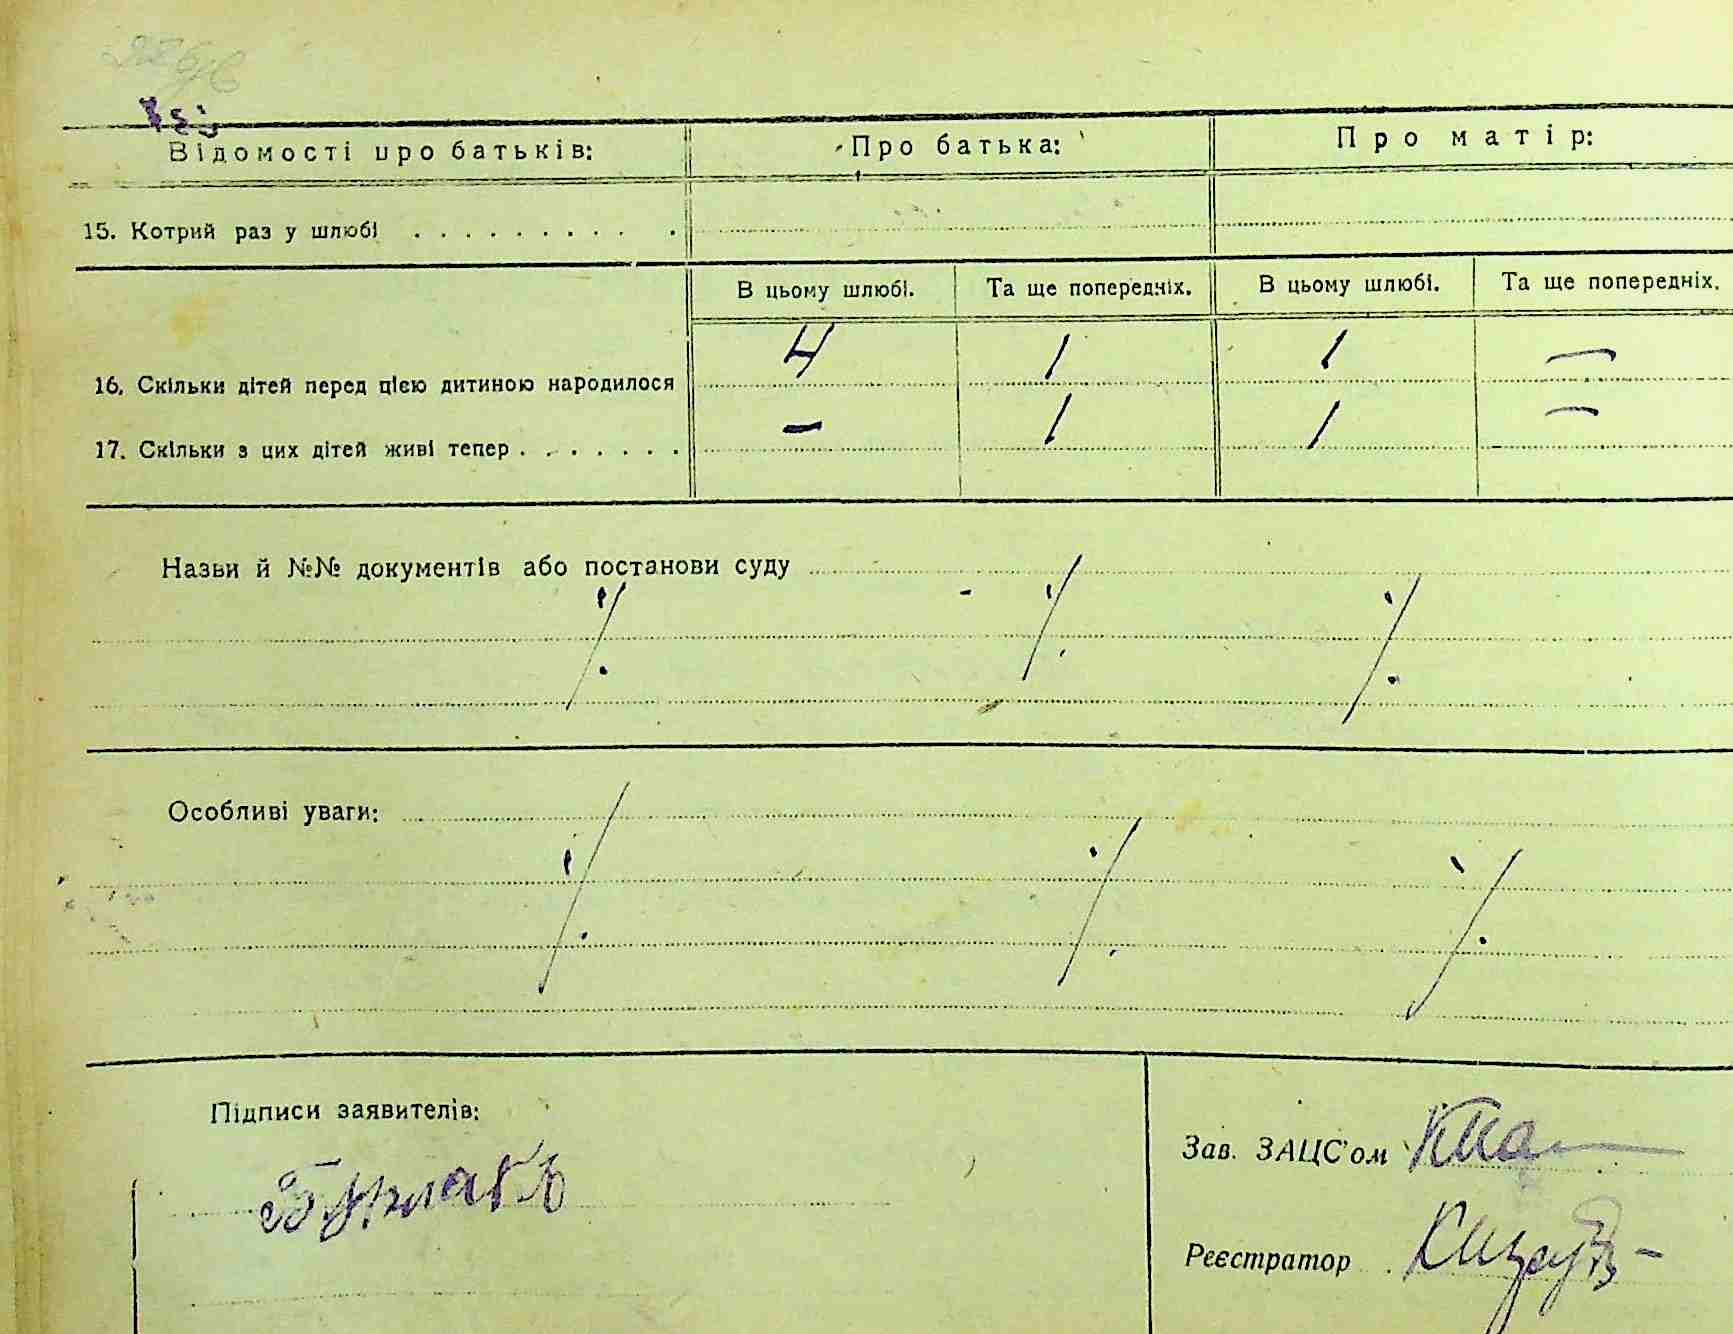 Відомості про батьків: Про батька: Про матір:
15. Котрий раз у шлюбі . . . . . . . . . .
В цьому шлюбі. Та ще попередніх. В цьому шлюбі. Та ще попередніх.
16. Скільки дітей перед цією дитиною народилося 4 1 1 —
17. Скільки з цих дітей живі тепер . . . . . . . — 1 1 —
Назви й №№ документів або постанови суду
Особливі уваги:
Підписи заявителів:
Зав. ЗАЦС'ом
Реєстратор